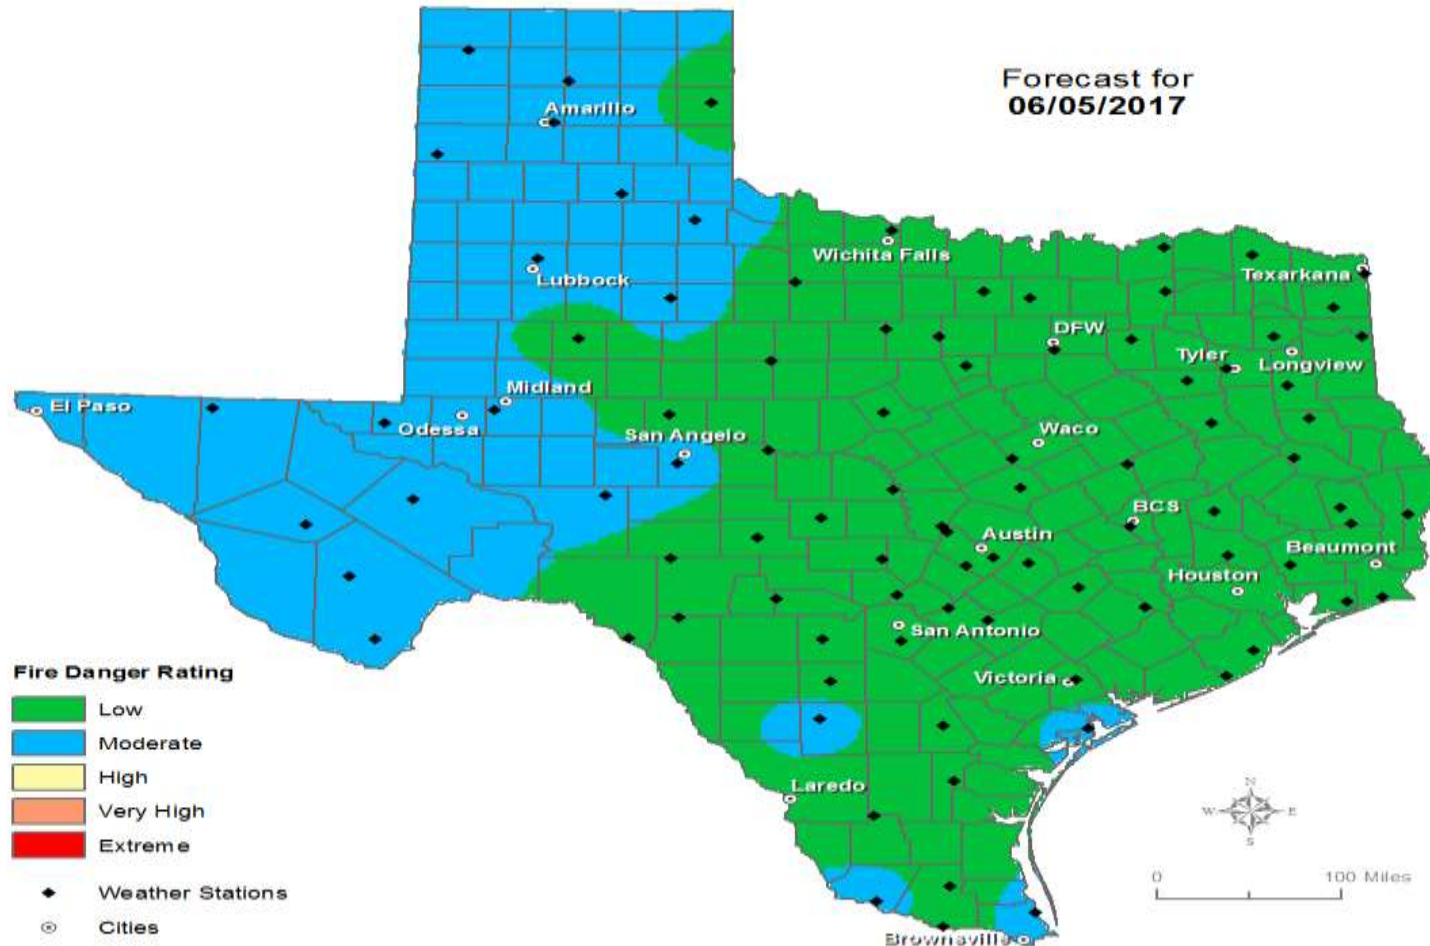 Forecast for
06/05/2017
Amarillo
Wichita Falls
Lubbock
Texarkana
DFW
Tyler
Longview
Midland
El Paso
Odessa
San Angelo
Waco
BCS
Austin
Beaumont
Houston
San Antonio
Victoria
Laredo
Brownsville
Fire Danger Rating
Low
Moderate
High
Very High
Extreme
Weather Stations
Cities
N
W E
S
0 100 Miles